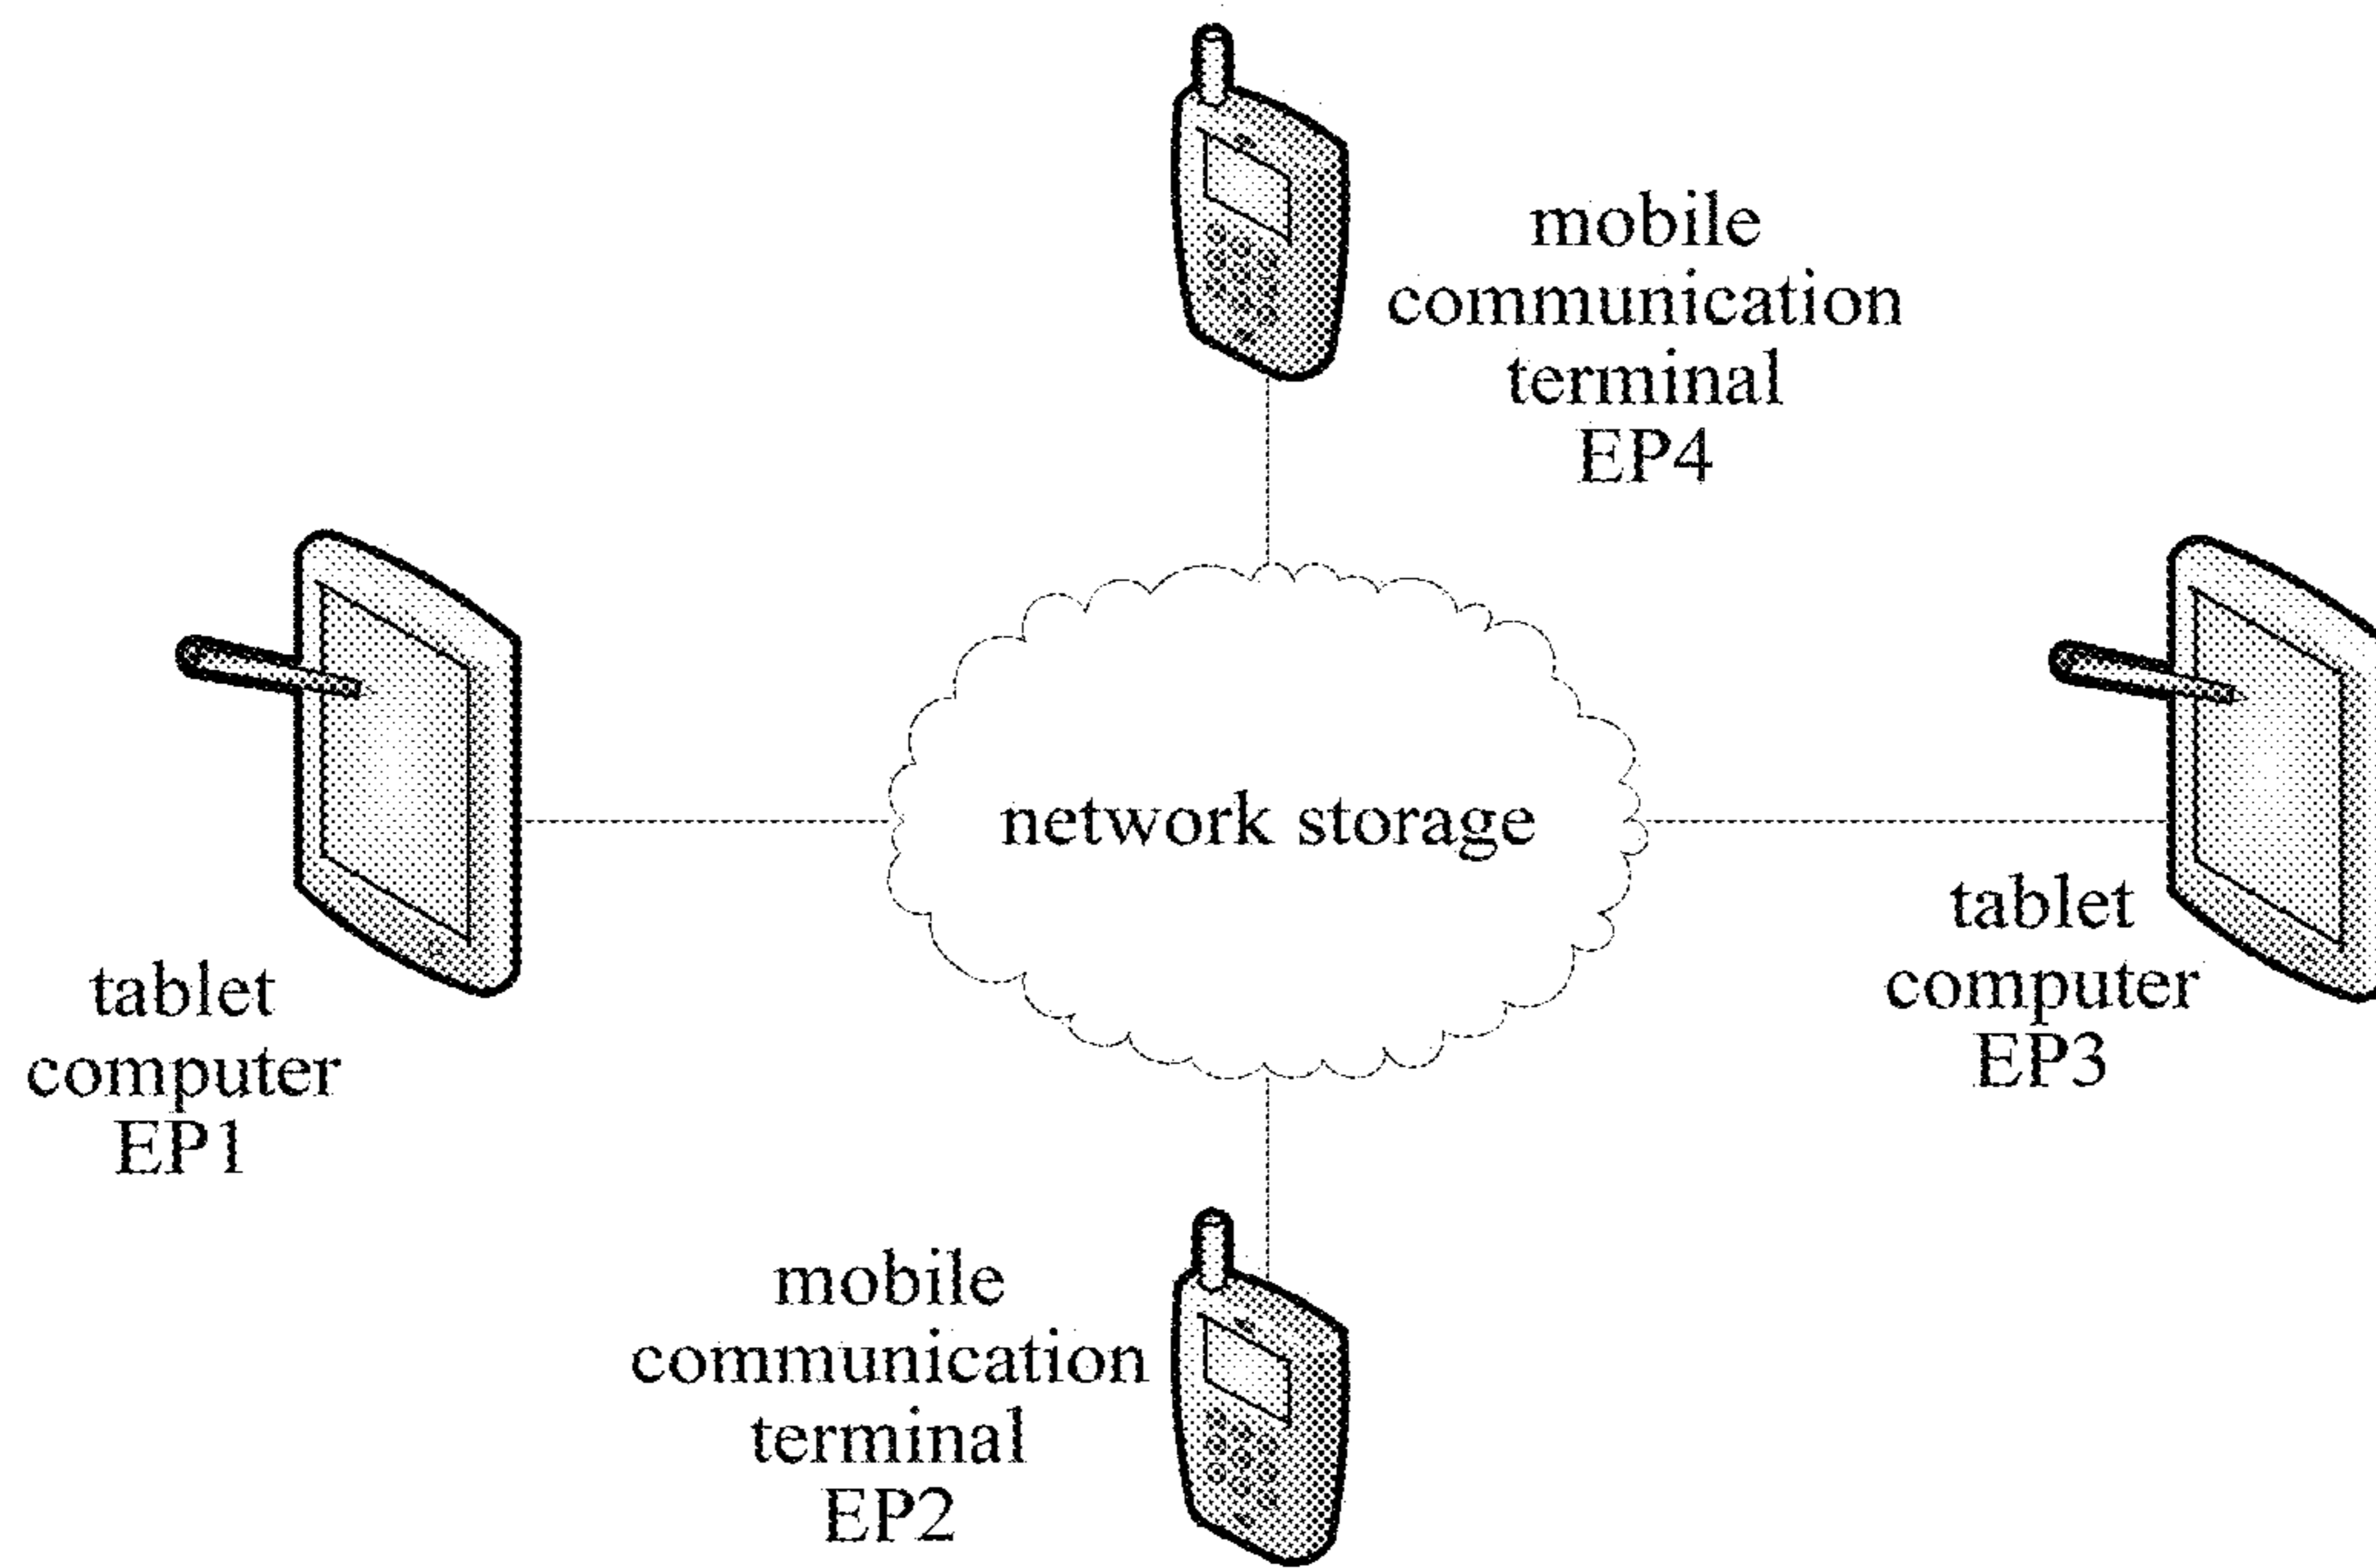 mobile
communication
terminal
EP4
network storage
tablet
computer
EP1
tablet
computer
EP3
mobile
communication
terminal
EP2